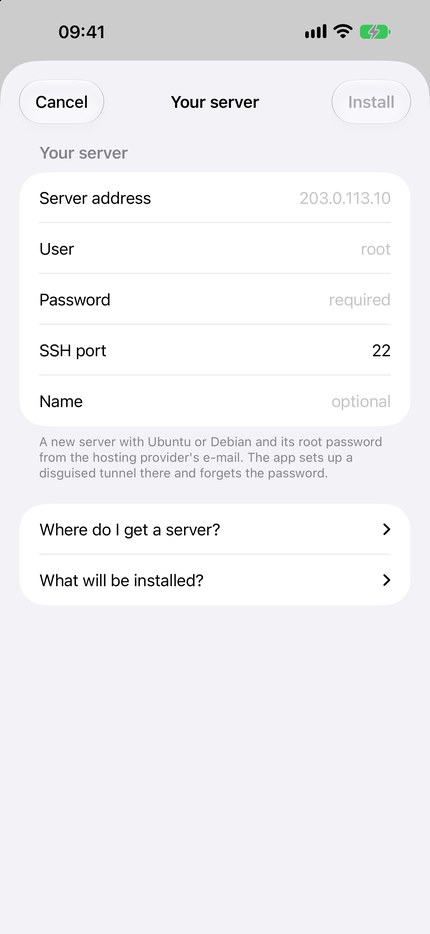 09:41
Cancel
Your server
Install
Your server
Server address
203.0.113.10
User
root
Password
required
SSH port
22
Name
optional
A new server with Ubuntu or Debian and its root password
from the hosting provider's e-mail. The app sets up a
disguised tunnel there and forgets the password.
Where do I get a server?
What will be installed?